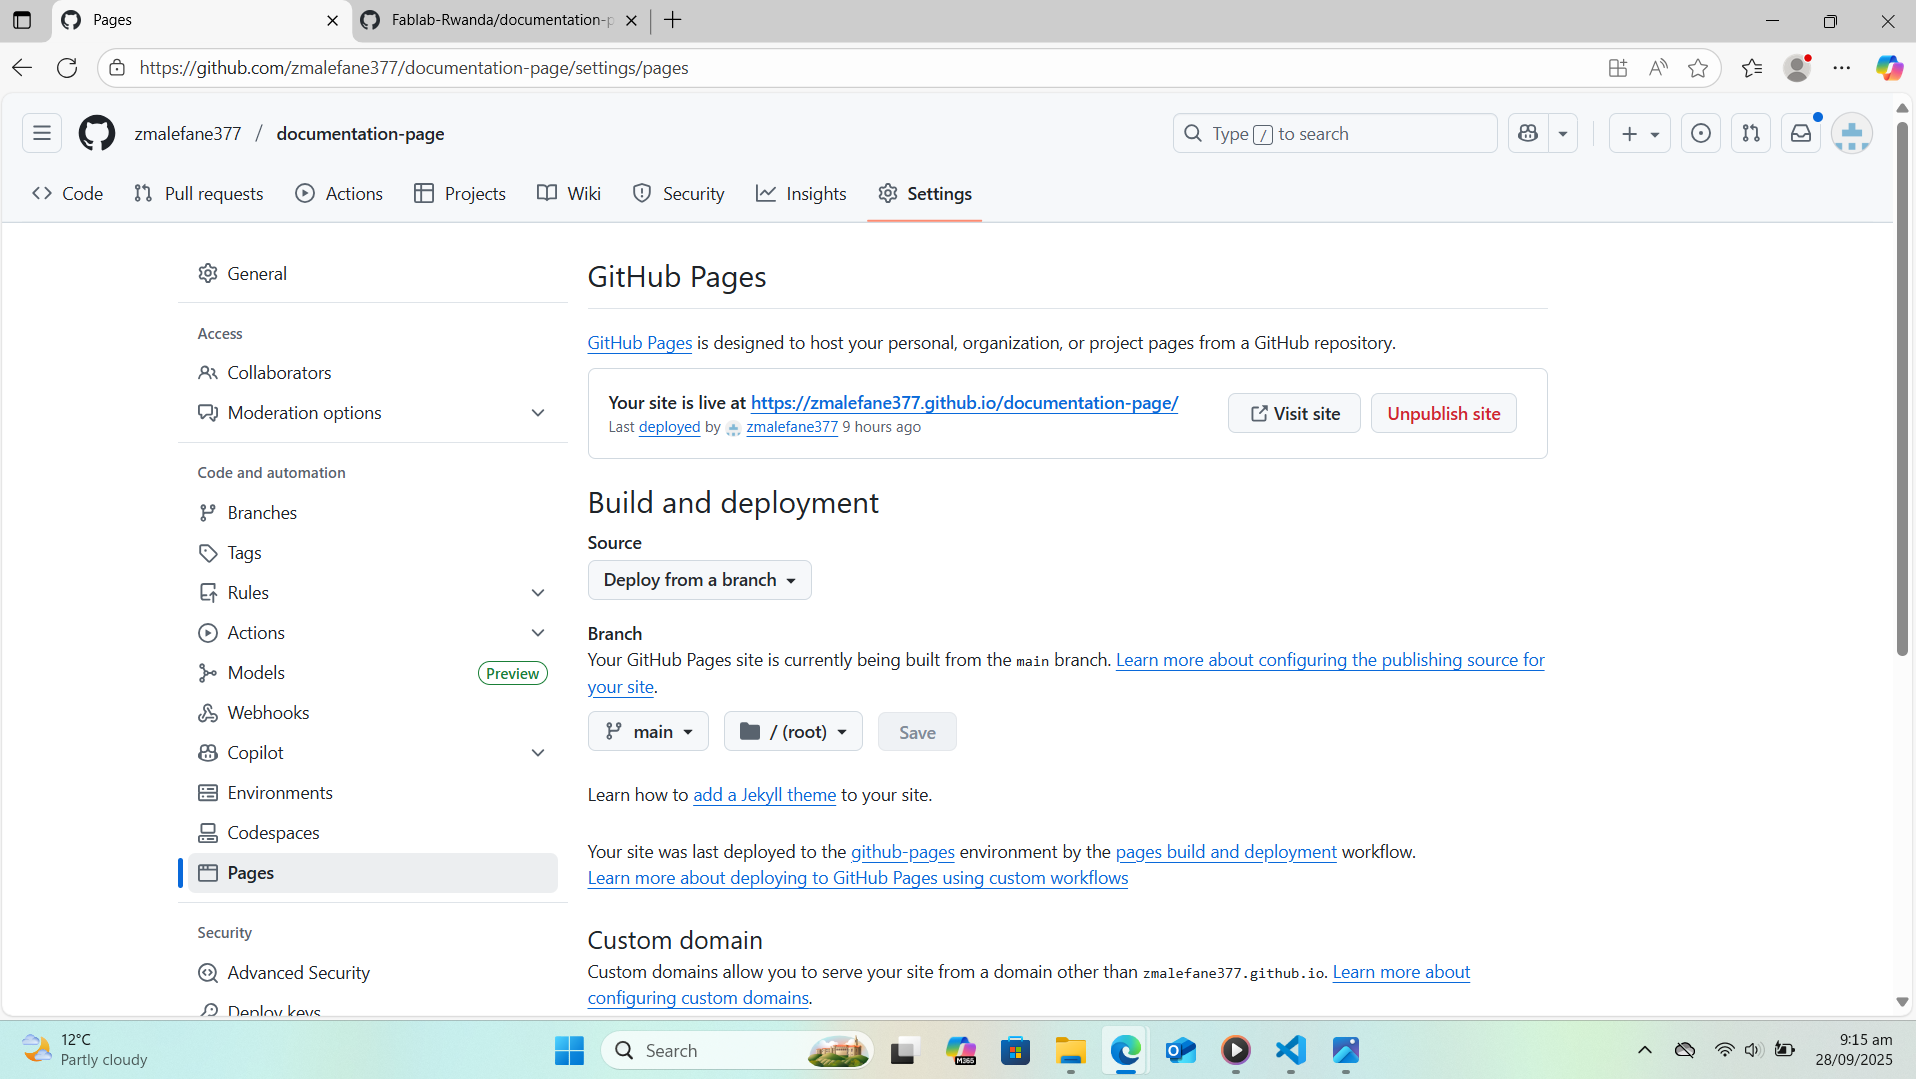 Pages
Fablab-Rwanda/documentation-p
https://github.com/zmalefane377/documentation-page/settings/pages
zmalefane377 / documentation-page
Type / to search
Code
Pull requests
Actions
Projects
Wiki
Security
Insights
Settings
General
Access
Collaborators
Moderation options
Code and automation
Branches
Tags
Rules
Actions
Models
Preview
Webhooks
Copilot
Environments
Codespaces
Pages
Security
Advanced Security
Deploy keys
GitHub Pages
GitHub Pages is designed to host your personal, organization, or project pages from a GitHub repository.
Your site is live at https://zmalefane377.github.io/documentation-page/
Last deployed by zmalefane377 9 hours ago
Visit site
Unpublish site
Build and deployment
Source
Deploy from a branch
Branch
Your GitHub Pages site is currently being built from the main branch. Learn more about configuring the publishing source for
your site.
main
/ (root)
Save
Learn how to add a Jekyll theme to your site.
Your site was last deployed to the github-pages environment by the pages build and deployment workflow.
Learn more about deploying to GitHub Pages using custom workflows
Custom domain
Custom domains allow you to serve your site from a domain other than zmalefane377.github.io. Learn more about
configuring custom domains.
12°C
Partly cloudy
Search
M365
9:15 am
28/09/2025